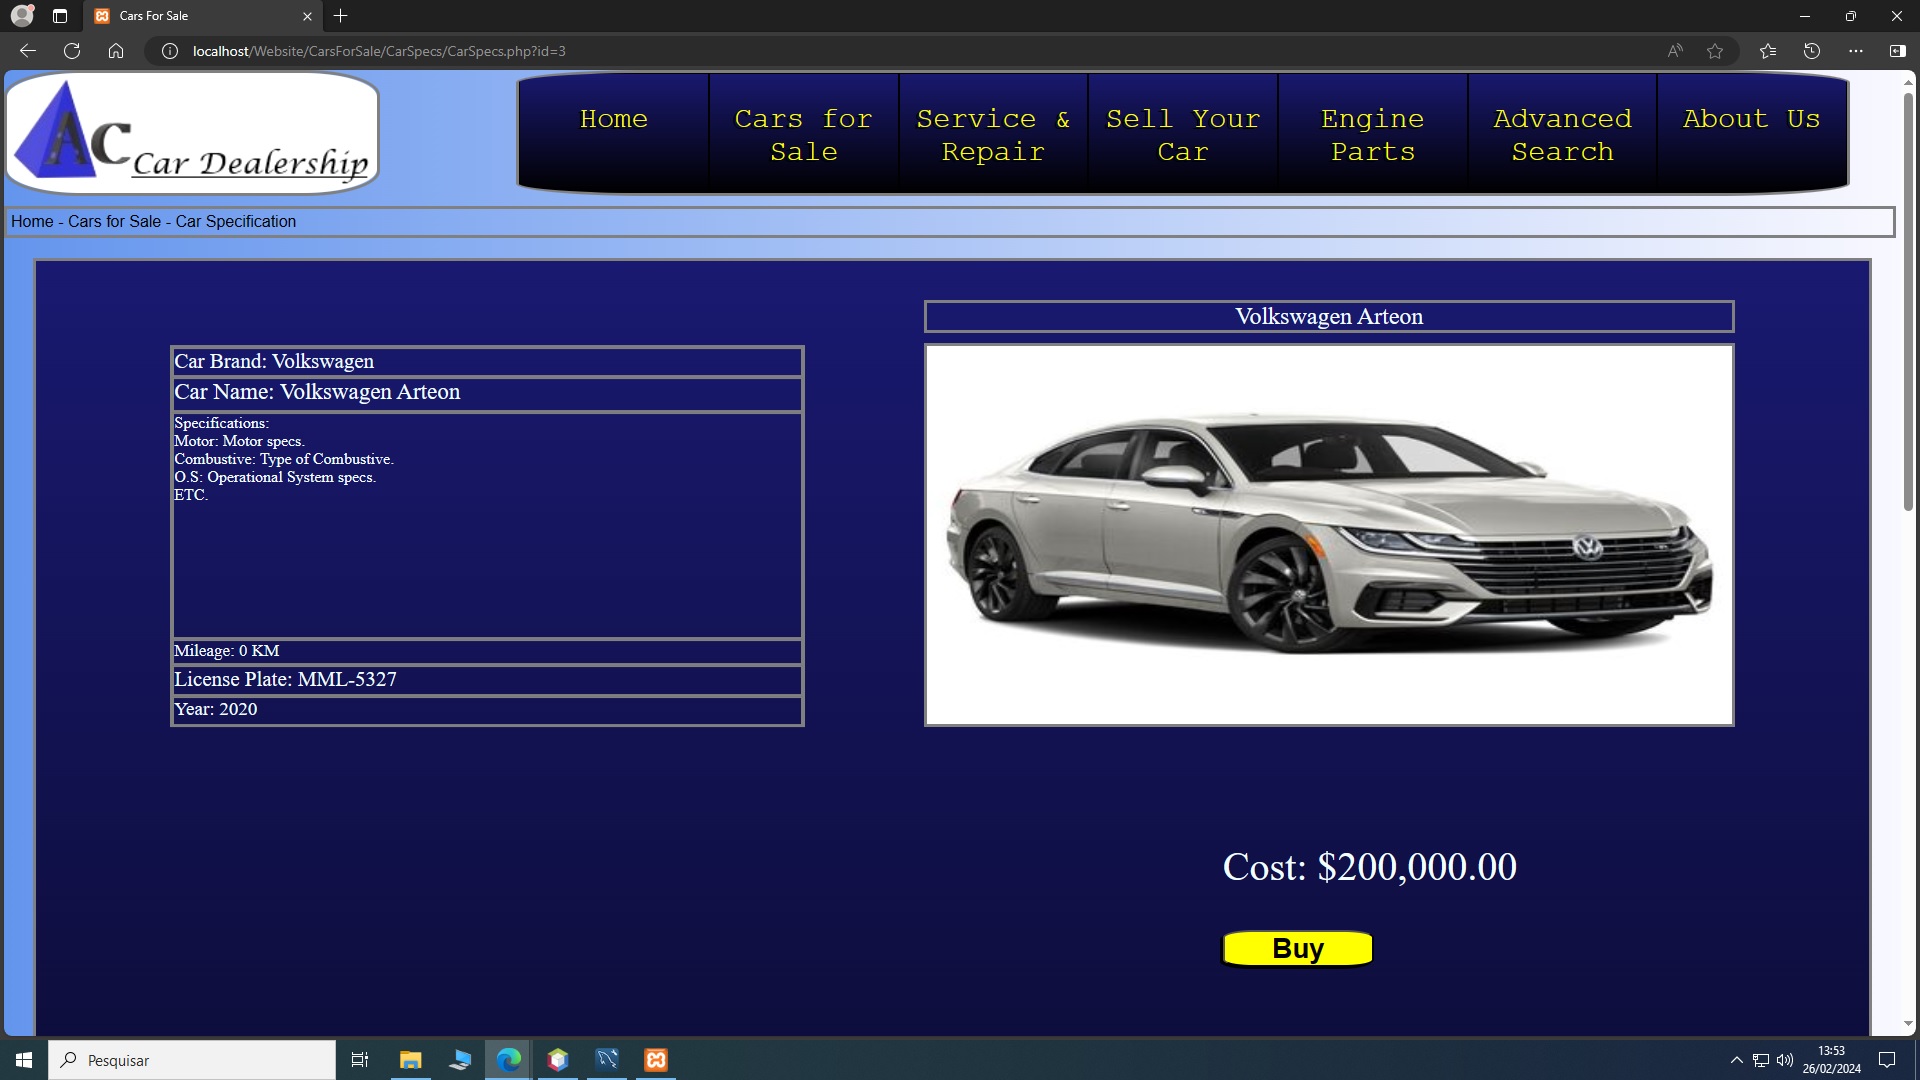 Cars For Sale
localhost/Website/CarsForSale/CarSpecs/CarSpecs.php?id=3
AC Car Dealership
Home
Cars for Sale
Service & Repair
Sell Your Car
Engine Parts
Advanced Search
About Us
Home - Cars for Sale - Car Specification
Volkswagen Arteon
Car Brand: Volkswagen
Car Name: Volkswagen Arteon
Specifications:
Motor: Motor specs.
Combustive: Type of Combustive.
O.S: Operational System specs.
ETC.
Mileage: 0 KM
License Plate: MML-5327
Year: 2020
Cost: $200,000.00
Buy
Pesquisar
13:53
26/02/2024